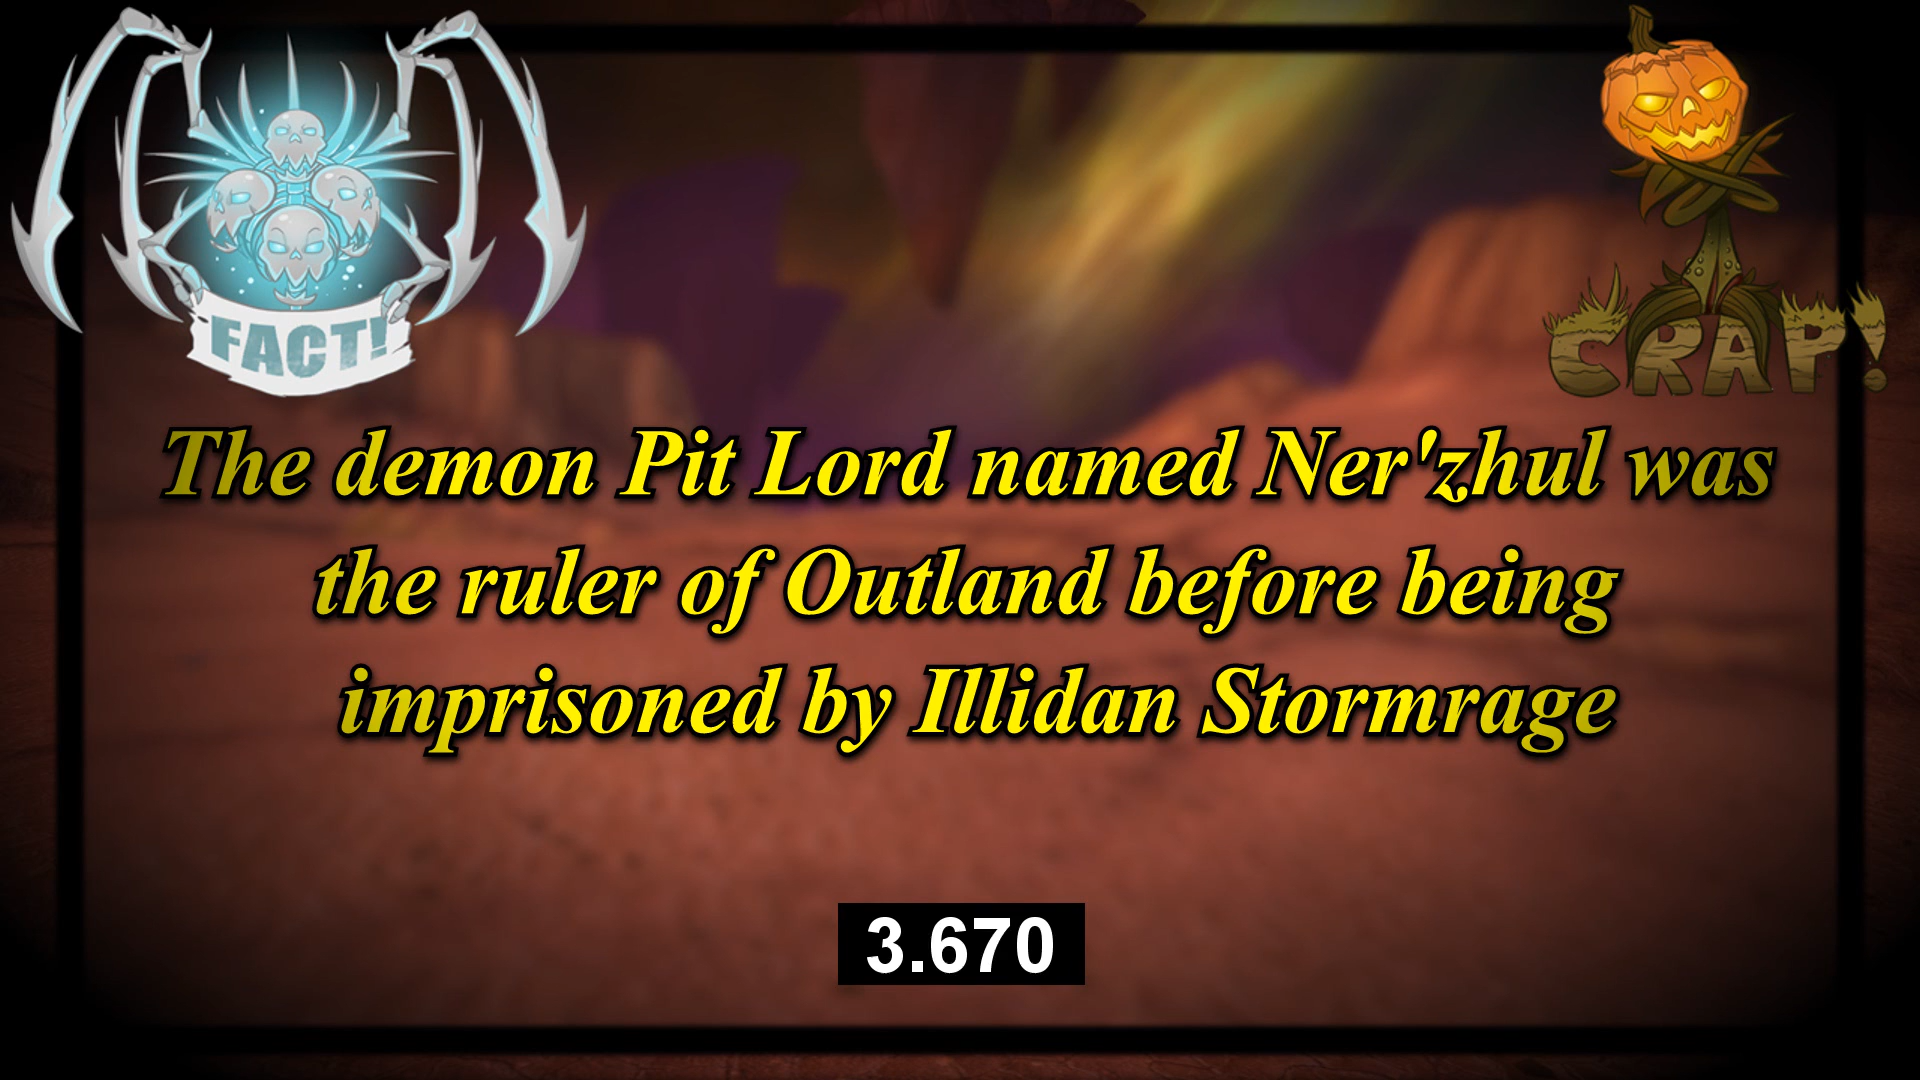 FACT!
CRAP!
The demon Pit Lord named Ner'zhul was
the ruler of Outland before being
imprisoned by Illidan Stormrage
3.670